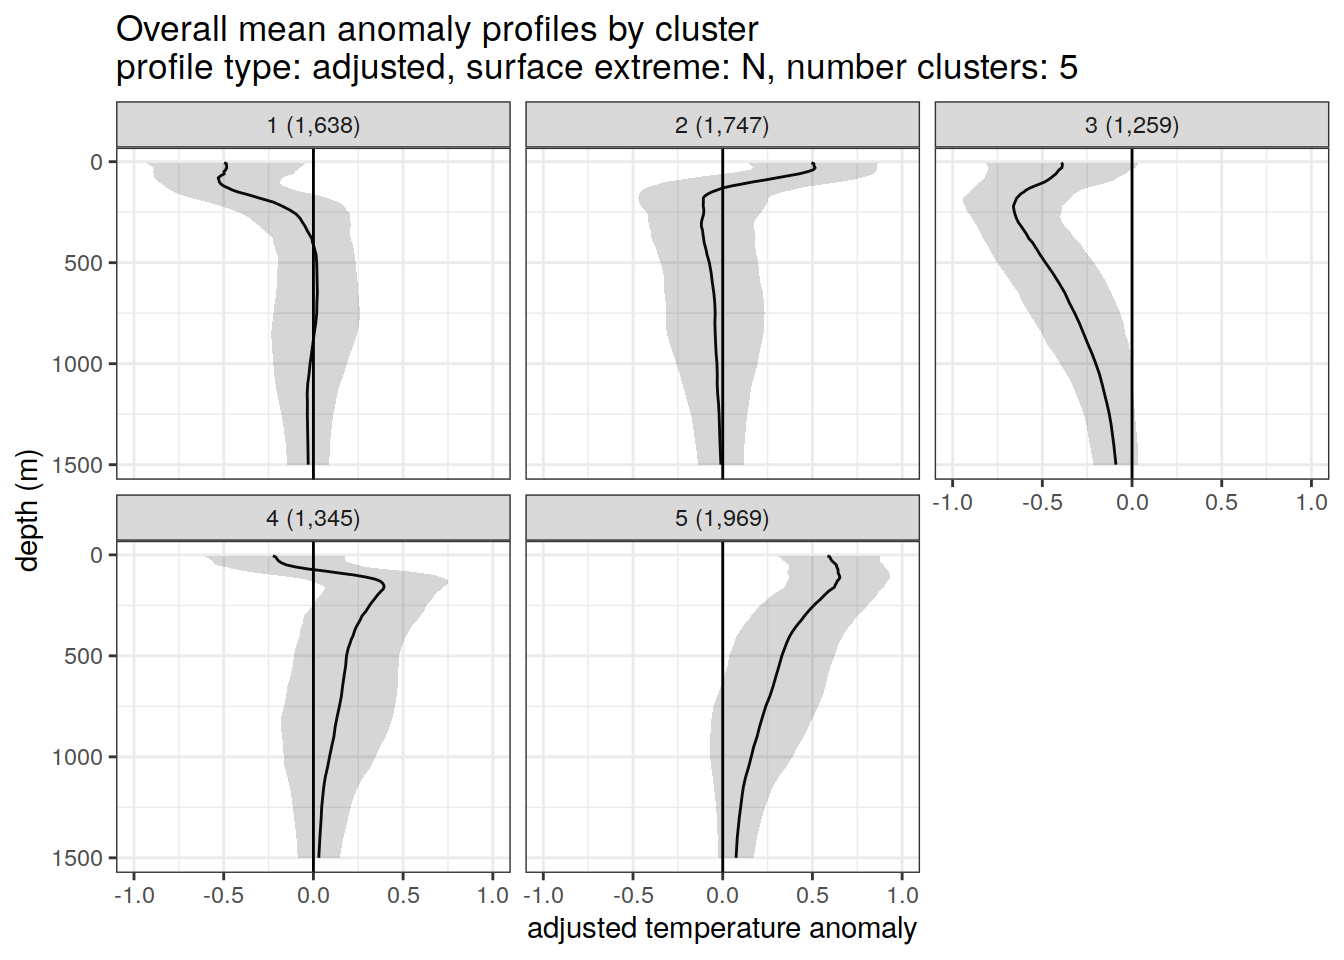 Overall mean anomaly profiles by cluster
profile type: adjusted, surface extreme: N, number clusters: 5
1 (1,638)
2 (1,747)
3 (1,259)
0
500
1000
1500
-1.0 -0.5 0.0 0.5 1.0
4 (1,345)
5 (1,969)
0
500
1000
1500
-1.0 -0.5 0.0 0.5 1.0
-1.0 -0.5 0.0 0.5 1.0
depth (m)
adjusted temperature anomaly